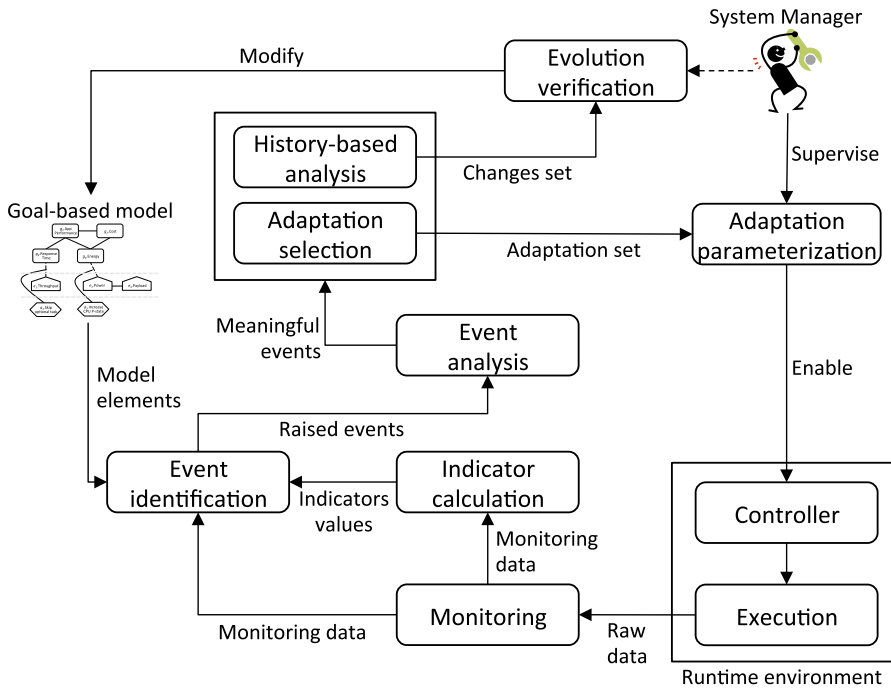 System Manager
Modify
Evolution
verification
History-based
analysis
Changes set
Supervise
Goal-based model
Adaptation
selection
Adaptation set
Adaptation
parameterization
Meaningful
events
Event
analysis
Model
elements
Enable
Raised events
Event
identification
Indicators
values
Indicator
calculation
Controller
Monitoring
data
Monitoring data
Monitoring
Raw
data
Execution
Runtime environment